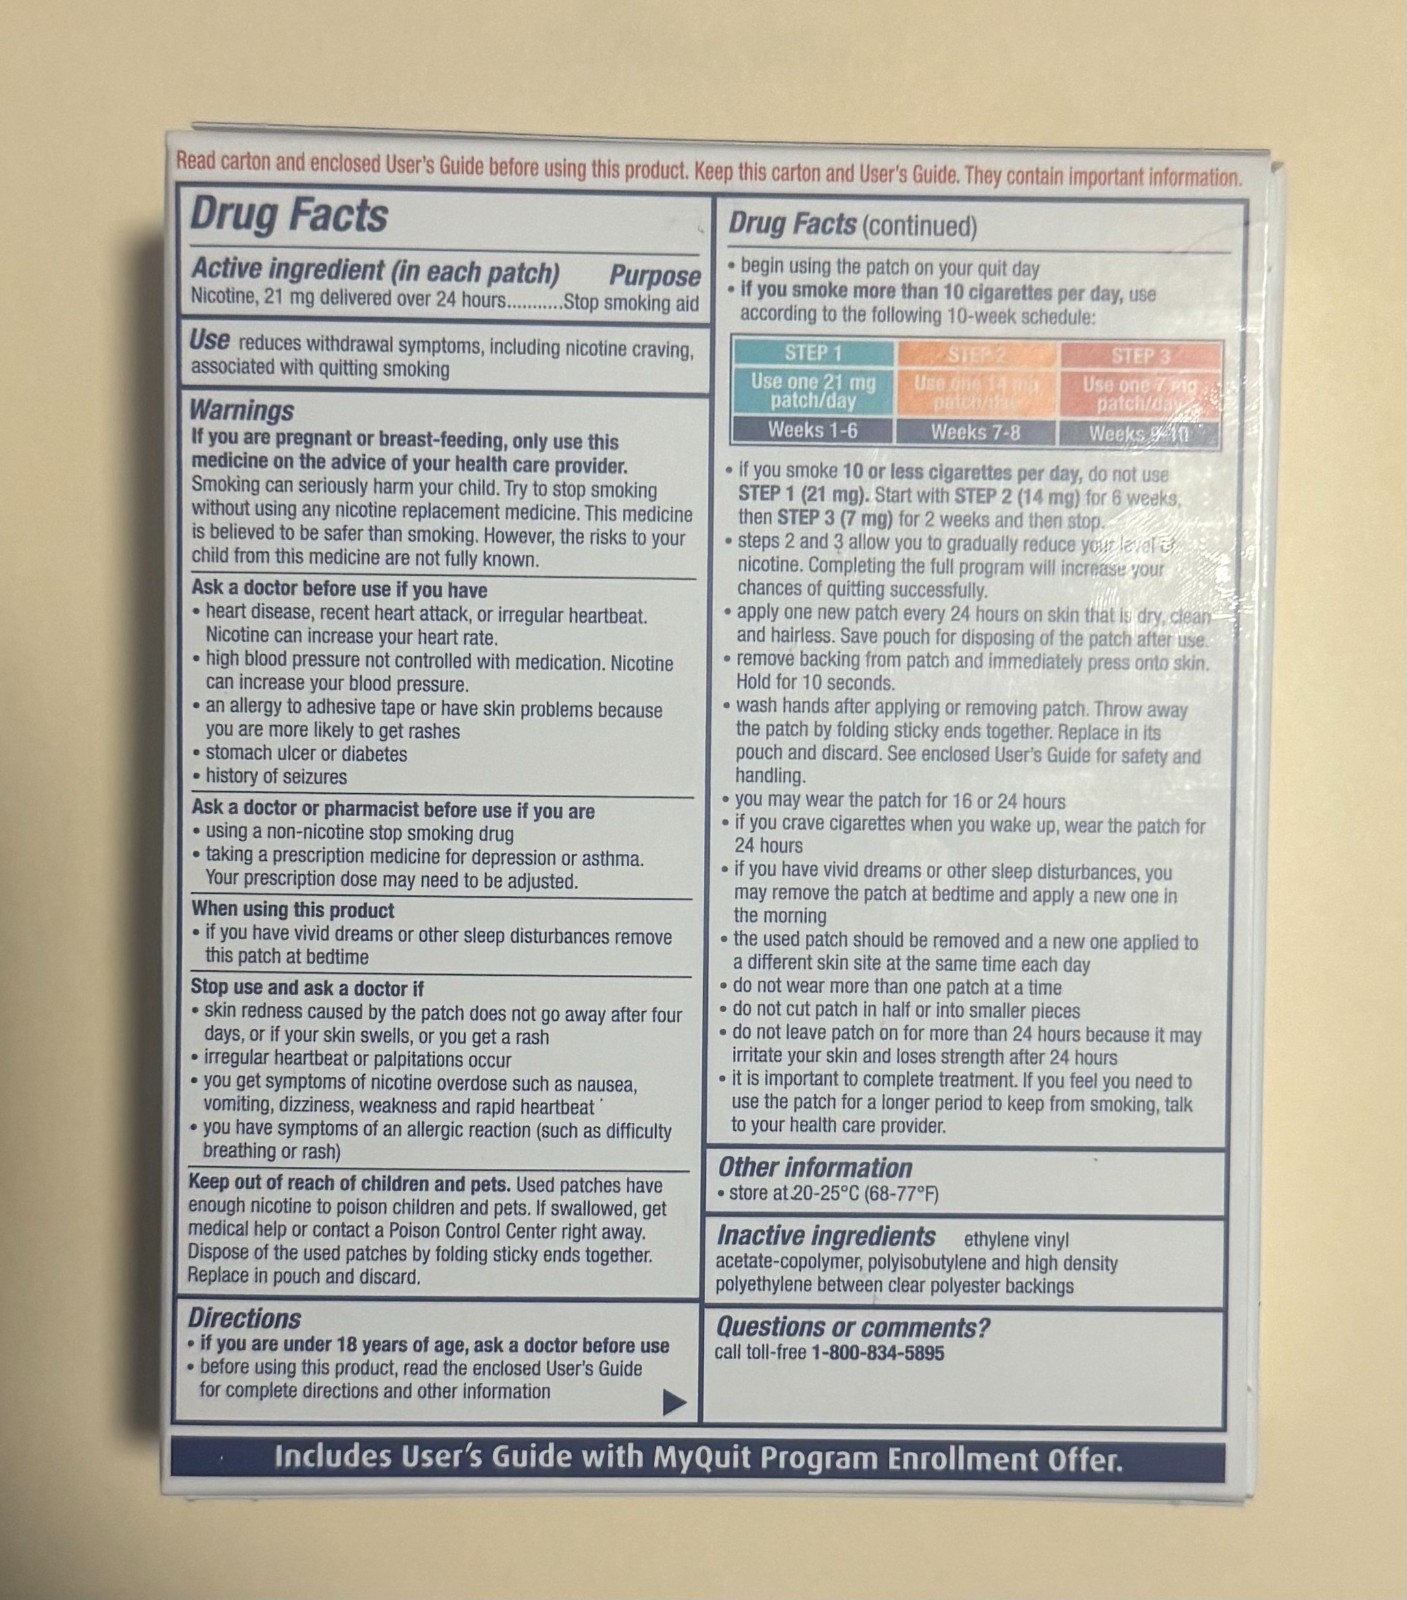 Read carton and enclosed User's Guide before using this product. Keep this carton and User's Guide. They contain important information.
Drug Facts
Active ingredient (in each patch) Purpose
Nicotine, 21 mg delivered over 24 hours...........Stop smoking aid
Use reduces withdrawal symptoms, including nicotine craving,
associated with quitting smoking
Warnings
If you are pregnant or breast-feeding, only use this
medicine on the advice of your health care provider.
Smoking can seriously harm your child. Try to stop smoking
without using any nicotine replacement medicine. This medicine
is believed to be safer than smoking. However, the risks to your
child from this medicine are not fully known.
Ask a doctor before use if you have
• heart disease, recent heart attack, or irregular heartbeat.
Nicotine can increase your heart rate.
• high blood pressure not controlled with medication. Nicotine
can increase your blood pressure.
• an allergy to adhesive tape or have skin problems because
you are more likely to get rashes
• stomach ulcer or diabetes
• history of seizures
Ask a doctor or pharmacist before use if you are
• using a non-nicotine stop smoking drug
• taking a prescription medicine for depression or asthma.
Your prescription dose may need to be adjusted.
When using this product
• if you have vivid dreams or other sleep disturbances remove
this patch at bedtime
Stop use and ask a doctor if
• skin redness caused by the patch does not go away after four
days, or if your skin swells, or you get a rash
• irregular heartbeat or palpitations occur
• you get symptoms of nicotine overdose such as nausea,
vomiting, dizziness, weakness and rapid heartbeat
• you have symptoms of an allergic reaction (such as difficulty
breathing or rash)
Keep out of reach of children and pets. Used patches have
enough nicotine to poison children and pets. If swallowed, get
medical help or contact a Poison Control Center right away.
Dispose of the used patches by folding sticky ends together.
Replace in pouch and discard.
Directions
• if you are under 18 years of age, ask a doctor before use
• before using this product, read the enclosed User's Guide
for complete directions and other information
Drug Facts (continued)
• begin using the patch on your quit day
• if you smoke more than 10 cigarettes per day, use
according to the following 10-week schedule:
STEP 1 STEP 2 STEP 3
Use one 21 mg Use one 14 mg Use one 7 mg
patch/day patch/day patch/day
Weeks 1-6 Weeks 7-8 Weeks 9-10
• if you smoke 10 or less cigarettes per day, do not use
STEP 1 (21 mg). Start with STEP 2 (14 mg) for 6 weeks,
then STEP 3 (7 mg) for 2 weeks and then stop.
• steps 2 and 3 allow you to gradually reduce your level of
nicotine. Completing the full program will increase your
chances of quitting successfully.
• apply one new patch every 24 hours on skin that is dry, clean
and hairless. Save pouch for disposing of the patch after use.
• remove backing from patch and immediately press onto skin.
Hold for 10 seconds.
• wash hands after applying or removing patch. Throw away
the patch by folding sticky ends together. Replace in its
pouch and discard. See enclosed User's Guide for safety and
handling.
• you may wear the patch for 16 or 24 hours
• if you crave cigarettes when you wake up, wear the patch for
24 hours
• if you have vivid dreams or other sleep disturbances, you
may remove the patch at bedtime and apply a new one in
the morning
• the used patch should be removed and a new one applied to
a different skin site at the same time each day
• do not wear more than one patch at a time
• do not cut patch in half or into smaller pieces
• do not leave patch on for more than 24 hours because it may
irritate your skin and loses strength after 24 hours
• it is important to complete treatment. If you feel you need to
use the patch for a longer period to keep from smoking, talk
to your health care provider.
Other information
• store at 20-25°C (68-77°F)
Inactive ingredients ethylene vinyl
acetate-copolymer, polyisobutylene and high density
polyethylene between clear polyester backings
Questions or comments?
call toll-free 1-800-834-5895
Includes User's Guide with MyQuit Program Enrollment Offer.